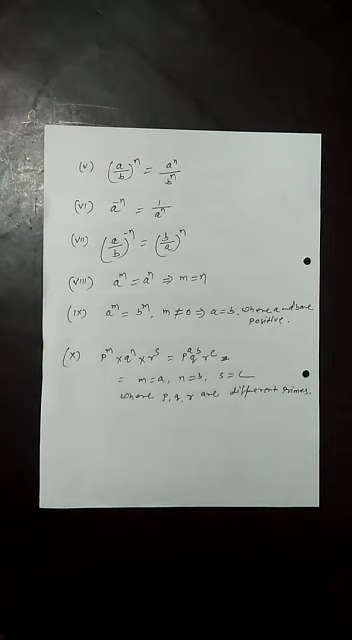 (V) (a/b)^n = a^n/b^n
(VI) a^-n = 1/a^n
(VII) (a/b)^-n = (b/a)^n
(VIII) a^m = a^n ⇒ m = n
(IX) a^m = b^m, m ≠ 0 ⇒ a = b. where a and b are
positive.
(X) p^m × q^n × r^s = p^a q^b r^c
= m = a, n = b, s = c
where p, q, r are different primes.